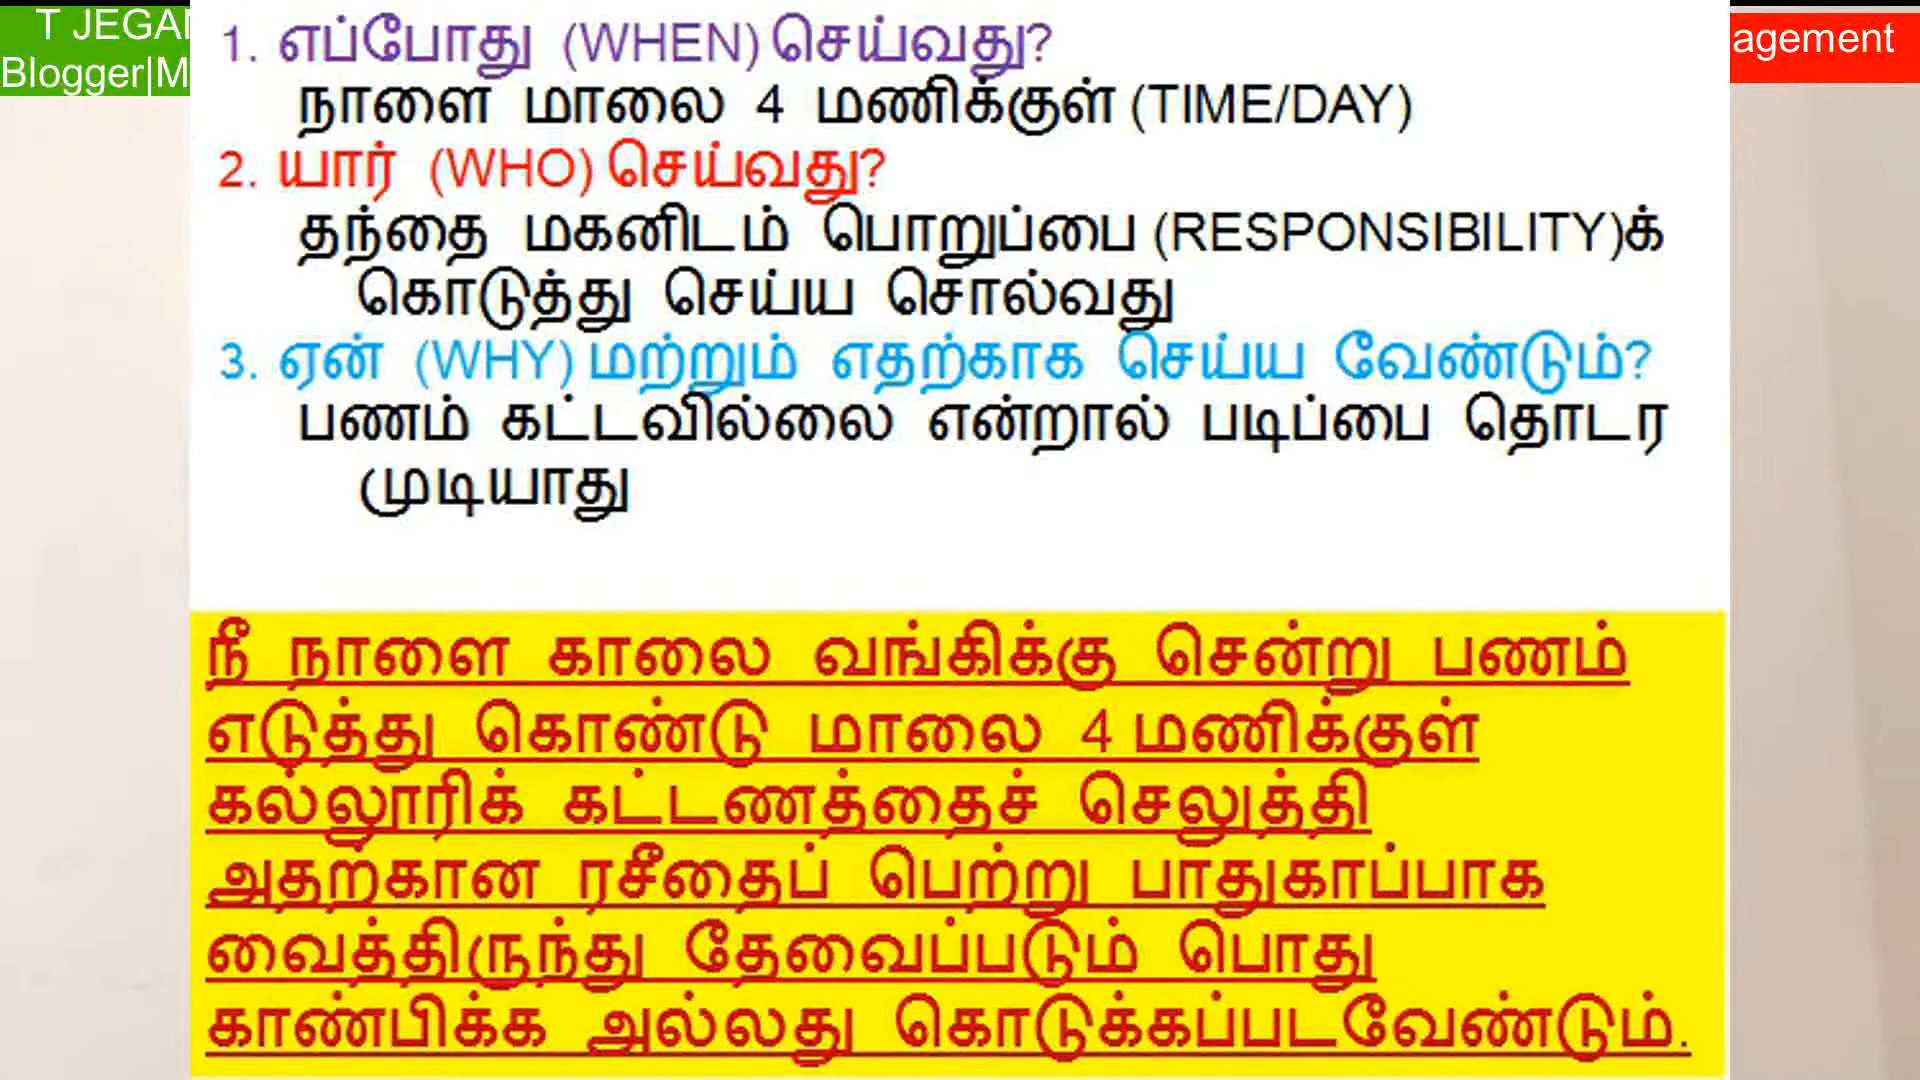 T JEGAN
Blogger|M
agement
1. எப்போது (WHEN) செய்வது?
நாளை மாலை 4 மணிக்குள் (TIME/DAY)
2. யார் (WHO) செய்வது?
தந்தை மகனிடம் பொறுப்பை (RESPONSIBILITY)க்
கொடுத்து செய்ய சொல்வது
3. ஏன் (WHY) மற்றும் எதற்காக செய்ய வேண்டும்?
பணம் கட்டவில்லை என்றால் படிப்பை தொடர
முடியாது
நீ நாளை காலை வங்கிக்கு சென்று பணம்
எடுத்து கொண்டு மாலை 4 மணிக்குள்
கல்லூரிக் கட்டணத்தைச் செலுத்தி
அதற்கான ரசீதைப் பெற்று பாதுகாப்பாக
வைத்திருந்து தேவைப்படும் பொது
காண்பிக்க அல்லது கொடுக்கப்படவேண்டும்.